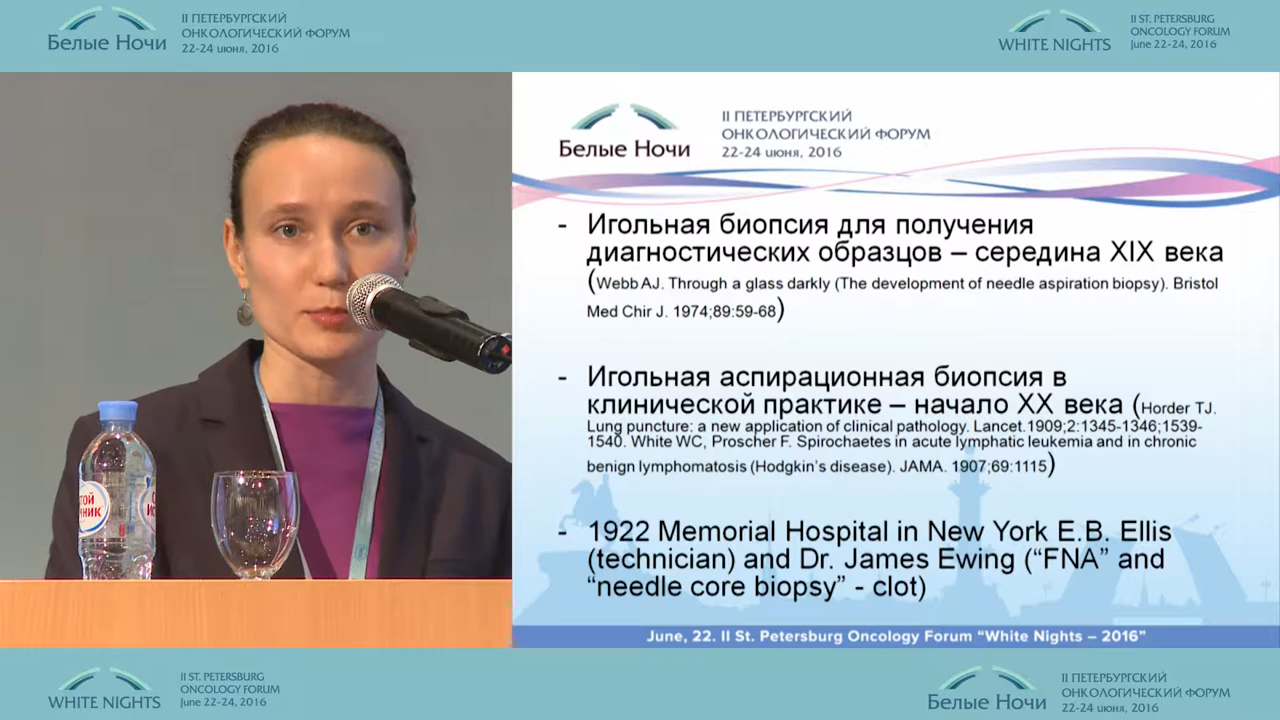 Белые Ночи
II ПЕТЕРБУРГСКИЙ
ОНКОЛОГИЧЕСКИЙ ФОРУМ
22-24 июня, 2016
WHITE NIGHTS
II ST. PETERSBURG
ONCOLOGY FORUM
June 22-24, 2016
Белые Ночи
II ПЕТЕРБУРГСКИЙ
ОНКОЛОГИЧЕСКИЙ ФОРУМ
22-24 июня, 2016
- Игольная биопсия для получения
диагностических образцов – середина XIX века
(Webb AJ. Through a glass darkly (The development of needle aspiration biopsy). Bristol
Med Chir J. 1974;89:59-68)
- Игольная аспирационная биопсия в
клинической практике – начало XX века (Horder TJ.
Lung puncture: a new application of clinical pathology. Lancet.1909;2:1345-1346;1539-
1540. White WC, Proscher F. Spirochaetes in acute lymphatic leukemia and in chronic
benign lymphomatosis (Hodgkin's disease). JAMA. 1907;69:1115)
- 1922 Memorial Hospital in New York E.B. Ellis
(technician) and Dr. James Ewing (“FNA” and
“needle core biopsy” - clot)
June, 22. II St. Petersburg Oncology Forum “White Nights – 2016”
WHITE NIGHTS
II ST. PETERSBURG
ONCOLOGY FORUM
June 22-24, 2016
Белые Ночи
II ПЕТЕРБУРГСКИЙ
ОНКОЛОГИЧЕСКИЙ ФОРУМ
22-24 июня, 2016